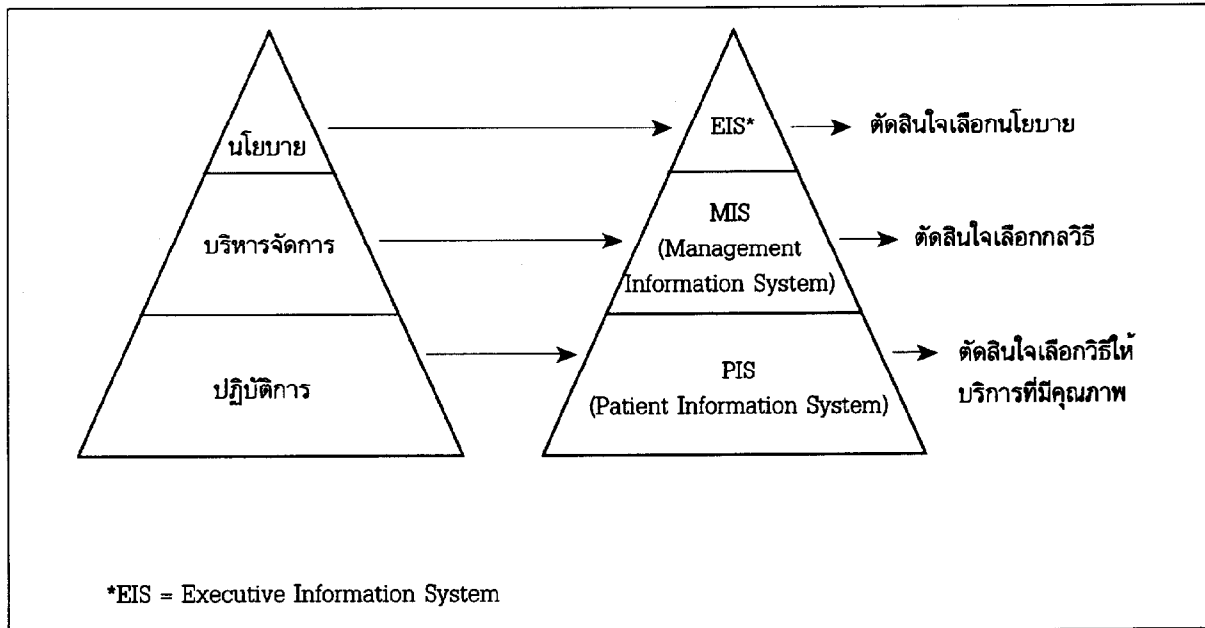 นโยบาย
EIS*
ตัดสินใจเลือกนโยบาย
บริหารจัดการ
MIS
(Management
Information System)
ตัดสินใจเลือกกลวิธี
ปฏิบัติการ
PIS
(Patient Information System)
ตัดสินใจเลือกวิธีให้
บริการที่มีคุณภาพ
*EIS = Executive Information System